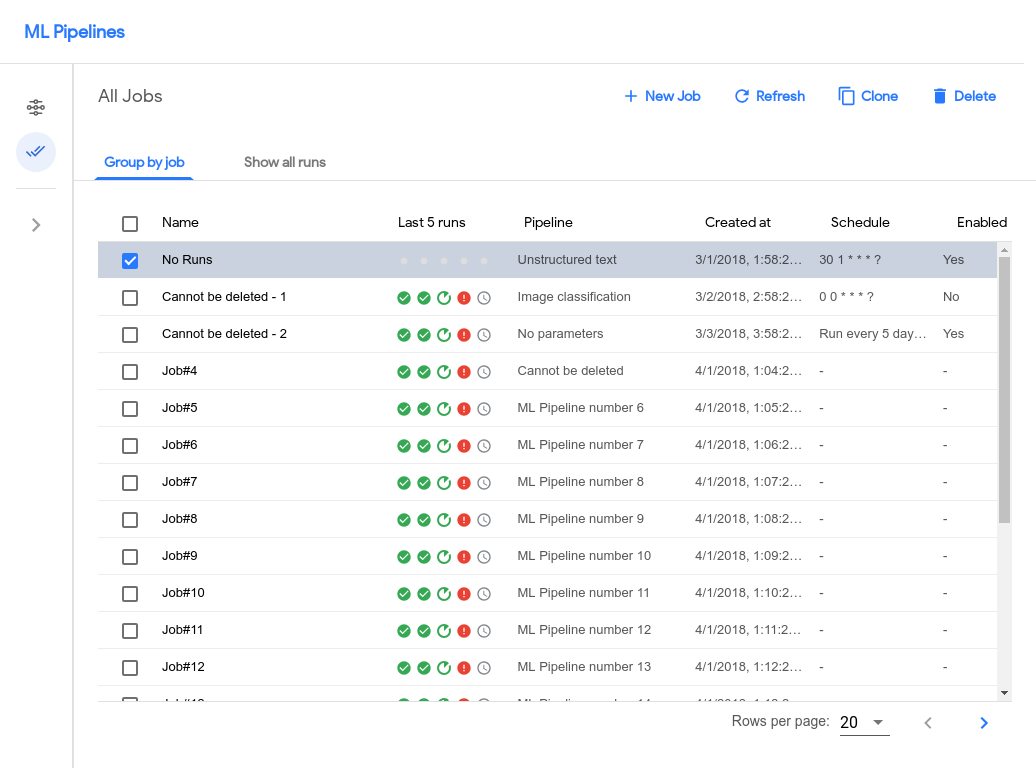 ML Pipelines
All Jobs
New Job Refresh Clone Delete
Group by job Show all runs
Name Last 5 runs Pipeline Created at Schedule Enabled
No Runs Unstructured text 3/1/2018, 1:58:2... 30 1 * * * ? Yes
Cannot be deleted - 1 Image classification 3/2/2018, 2:58:2... 0 0 * * * ? No
Cannot be deleted - 2 No parameters 3/3/2018, 3:58:2... Run every 5 day... Yes
Job#4 Cannot be deleted 4/1/2018, 1:04:2... - -
Job#5 ML Pipeline number 6 4/1/2018, 1:05:2... - -
Job#6 ML Pipeline number 7 4/1/2018, 1:06:2... - -
Job#7 ML Pipeline number 8 4/1/2018, 1:07:2... - -
Job#8 ML Pipeline number 9 4/1/2018, 1:08:2... - -
Job#9 ML Pipeline number 10 4/1/2018, 1:09:2... - -
Job#10 ML Pipeline number 11 4/1/2018, 1:10:2... - -
Job#11 ML Pipeline number 12 4/1/2018, 1:11:2... - -
Job#12 ML Pipeline number 13 4/1/2018, 1:12:2... - -
Rows per page: 20